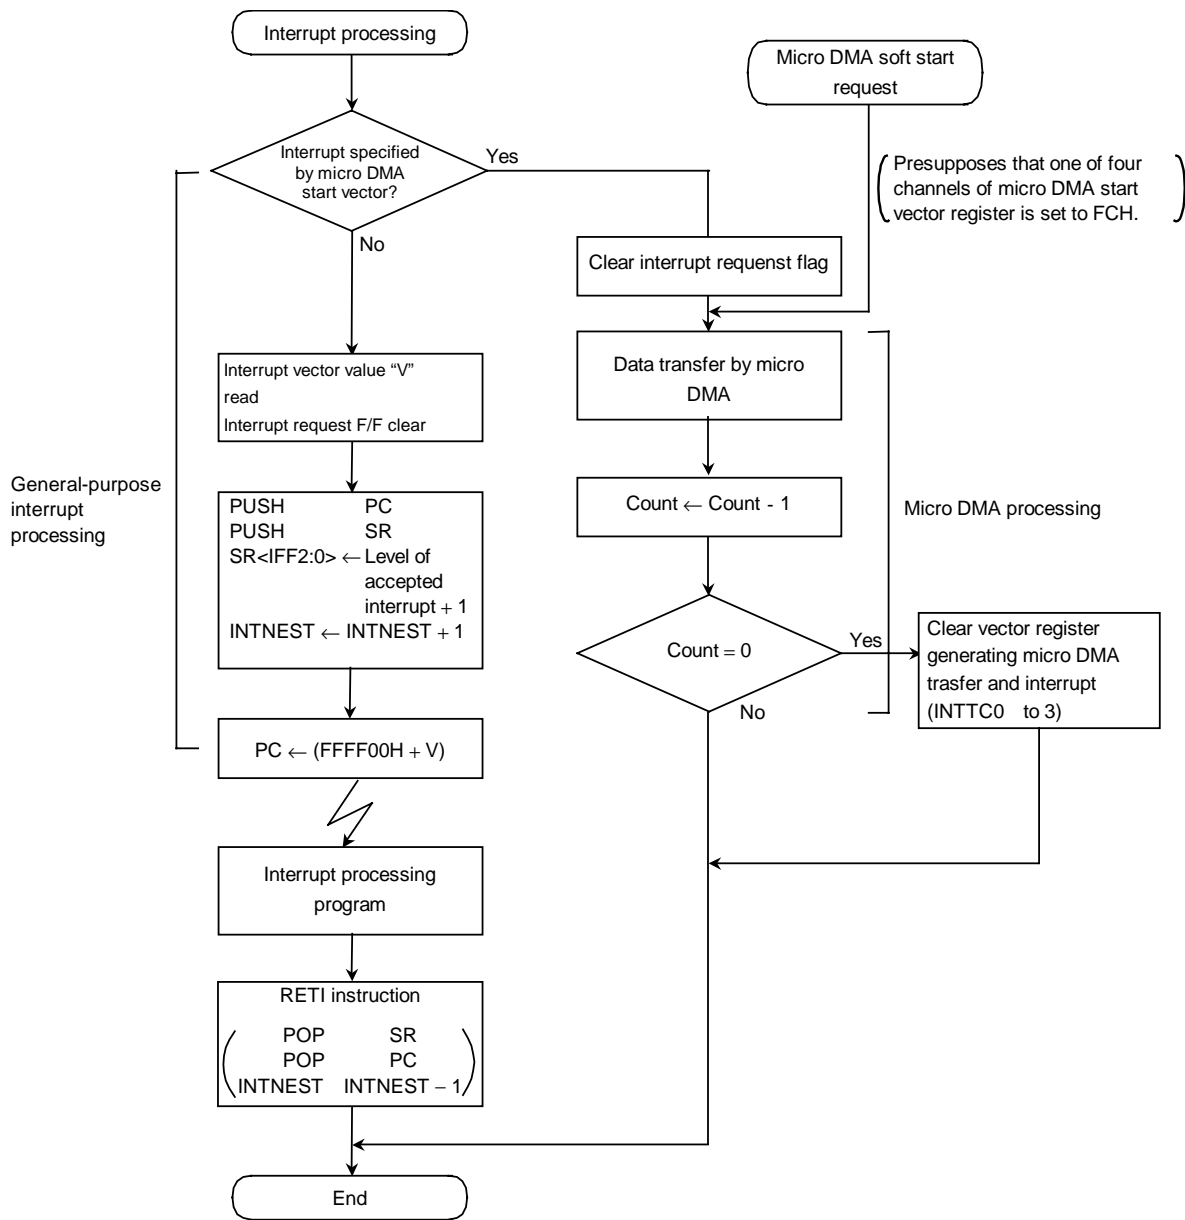 Interrupt processing
Micro DMA soft start
request
Interrupt specified
by micro DMA
start vector?
Yes
No
Presupposes that one of four
channels of micro DMA start
vector register is set to FCH.
Clear interrupt requenst flag
Interrupt vector value “V”
read
Interrupt request F/F clear
Data transfer by micro
DMA
General-purpose
interrupt
processing
PUSH PC
PUSH SR
SR<IFF2:0> ← Level of
accepted
interrupt + 1
INTNEST ← INTNEST + 1
Count ← Count - 1
Micro DMA processing
Count = 0
Yes
No
Clear vector register
generating micro DMA
trasfer and interrupt
(INTTC0 to 3)
PC ← (FFFF00H + V)
Interrupt processing
program
RETI instruction
POP SR
POP PC
INTNEST INTNEST − 1
End